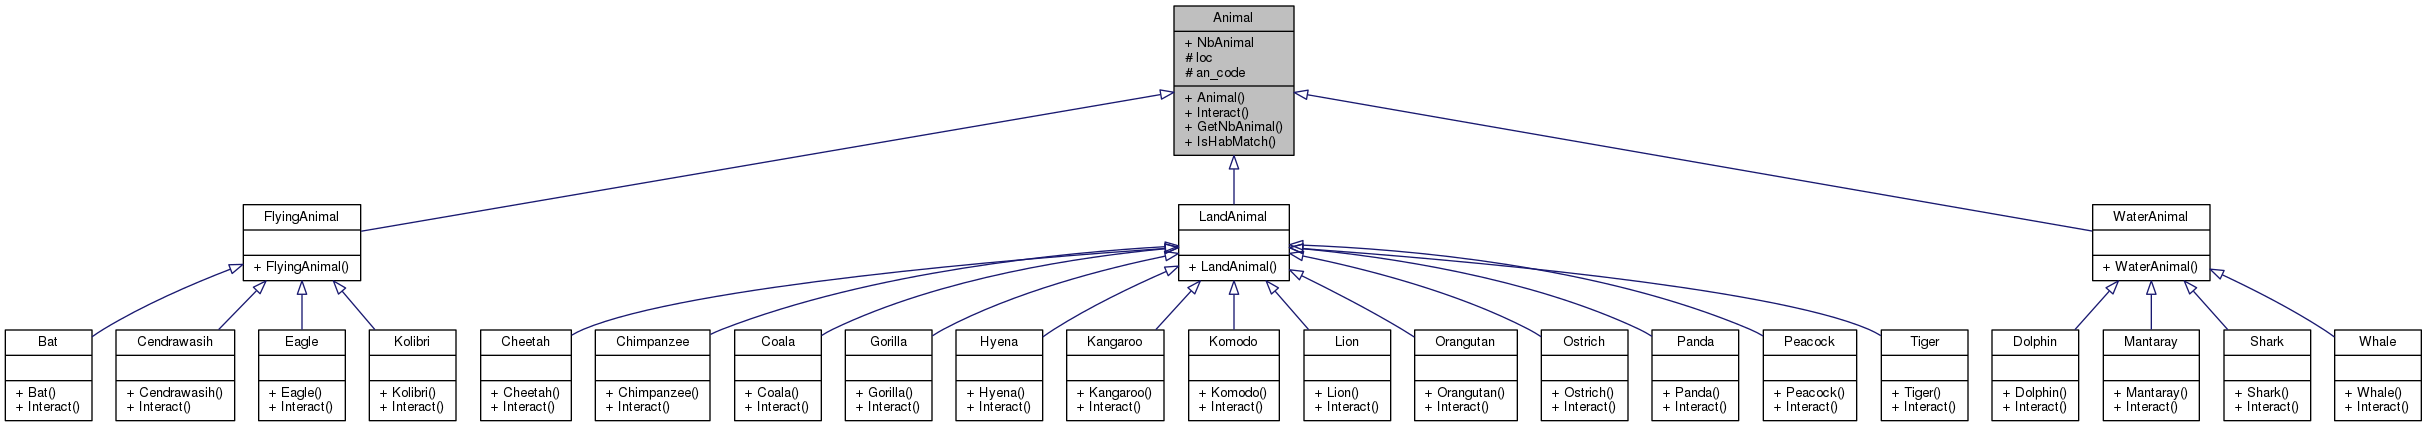 Animal
+ NbAnimal
# loc
# an_code
+ Animal()
+ Interact()
+ GetNbAnimal()
+ IsHabMatch()
FlyingAnimal
+ FlyingAnimal()
LandAnimal
+ LandAnimal()
WaterAnimal
+ WaterAnimal()
Bat
+ Bat()
+ Interact()
Cendrawasih
+ Cendrawasih()
+ Interact()
Eagle
+ Eagle()
+ Interact()
Kolibri
+ Kolibri()
+ Interact()
Cheetah
+ Cheetah()
+ Interact()
Chimpanzee
+ Chimpanzee()
+ Interact()
Coala
+ Coala()
+ Interact()
Gorilla
+ Gorilla()
+ Interact()
Hyena
+ Hyena()
+ Interact()
Kangaroo
+ Kangaroo()
+ Interact()
Komodo
+ Komodo()
+ Interact()
Lion
+ Lion()
+ Interact()
Orangutan
+ Orangutan()
+ Interact()
Ostrich
+ Ostrich()
+ Interact()
Panda
+ Panda()
+ Interact()
Peacock
+ Peacock()
+ Interact()
Tiger
+ Tiger()
+ Interact()
Dolphin
+ Dolphin()
+ Interact()
Mantaray
+ Mantaray()
+ Interact()
Shark
+ Shark()
+ Interact()
Whale
+ Whale()
+ Interact()